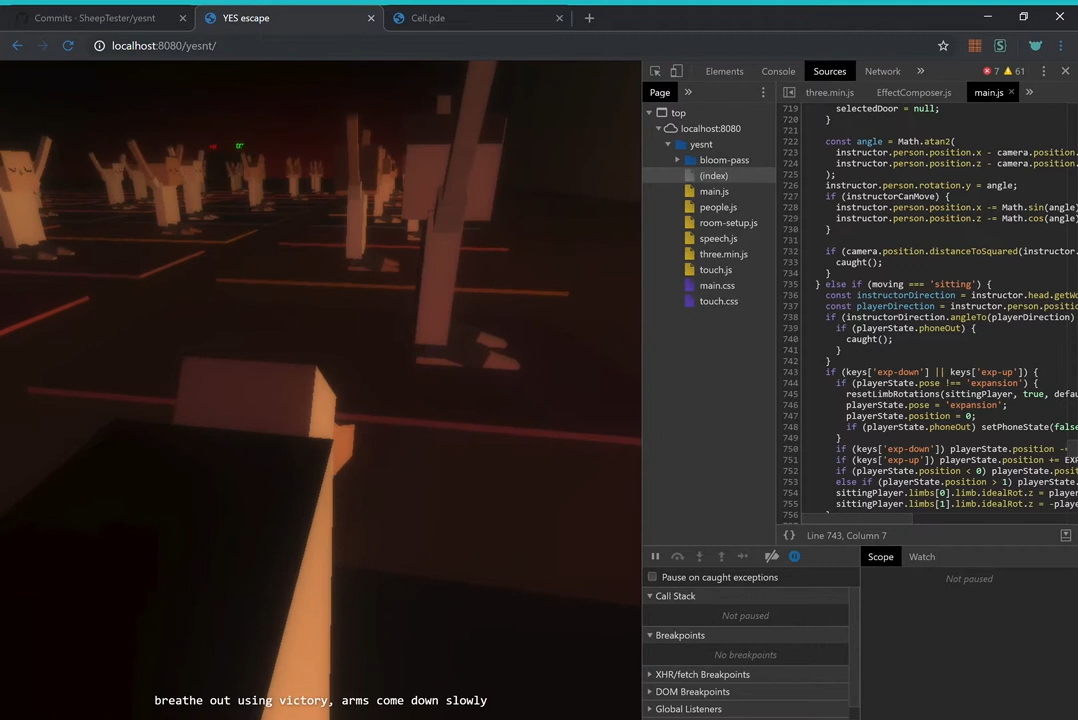 Commits · SheepTester/yesnt
YES escape
Cell.pde
localhost:8080/yesnt/
Elements
Console
Sources
Network
7
61
Page
three.min.js
EffectComposer.js
main.js
top
localhost:8080
yesnt
bloom-pass
(index)
main.js
people.js
room-setup.js
speech.js
three.min.js
touch.js
main.css
touch.css
719 selectedDoor = null;
720 }
721
722 const angle = Math.atan2(
723 instructor.person.position.x - camera.position.
724 instructor.person.position.z - camera.position.
725 );
726 instructor.person.rotation.y = angle;
727 if (instructorCanMove) {
728 instructor.person.position.x -= Math.sin(angle)
729 instructor.person.position.z -= Math.cos(angle)
730 }
731
732 if (camera.position.distanceToSquared(instructor.
733 caught();
734 }
735 } else if (moving === 'sitting') {
736 const instructorDirection = instructor.head.getWo
737 const playerDirection = instructor.person.positio
738 if (instructorDirection.angleTo(playerDirection)
739 if (playerState.phoneOut) {
740 caught();
741 }
742 }
743 if (keys['exp-down'] || keys['exp-up']) {
744 if (playerState.pose !== 'expansion') {
745 resetLimbRotations(sittingPlayer, true, defau
746 playerState.pose = 'expansion';
747 playerState.position = 0;
748 if (playerState.phoneOut) setPhoneState(false
749 }
750 if (keys['exp-down']) playerState.position -=
751 if (keys['exp-up']) playerState.position += EXP
752 if (playerState.position < 0) playerState.posit
753 else if (playerState.position > 1) playerState.
754 sittingPlayer.limbs[0].limb.idealRot.z = player
755 sittingPlayer.limbs[1].limb.idealRot.z = -playe
756
{ } Line 743, Column 7
Scope
Watch
Pause on caught exceptions
Not paused
Call Stack
Not paused
Breakpoints
No breakpoints
XHR/fetch Breakpoints
DOM Breakpoints
Global Listeners
breathe out using victory, arms come down slowly